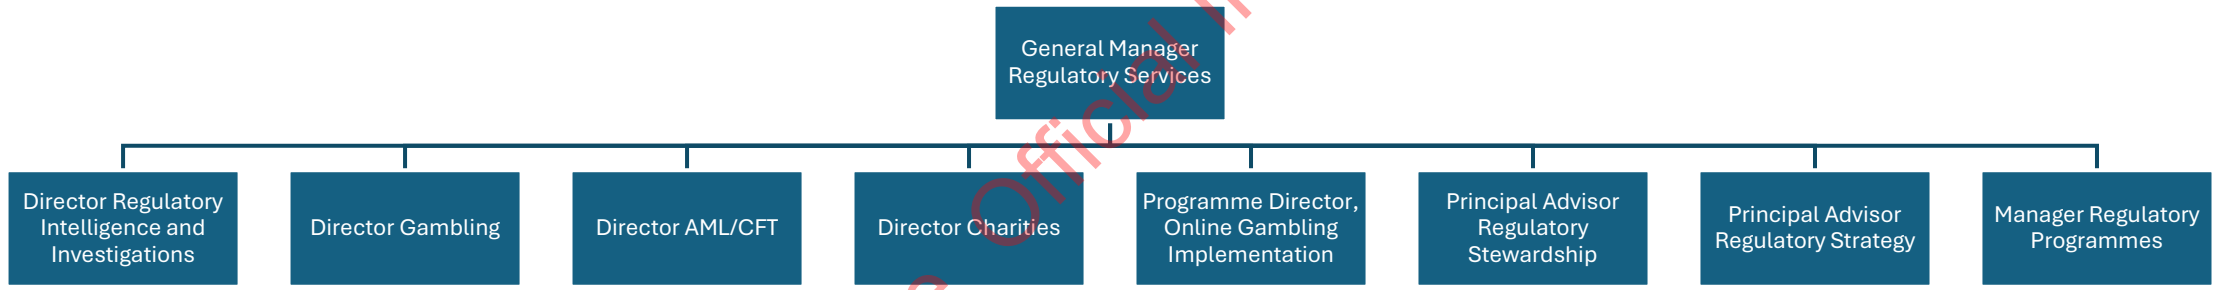 General Manager
Regulatory Services
Director Regulatory
Intelligence and
Investigations
Director Gambling
Director AML/CFT
Director Charities
Programme Director,
Online Gambling
Implementation
Principal Advisor
Regulatory
Stewardship
Principal Advisor
Regulatory Strategy
Manager Regulatory
Programmes
Official